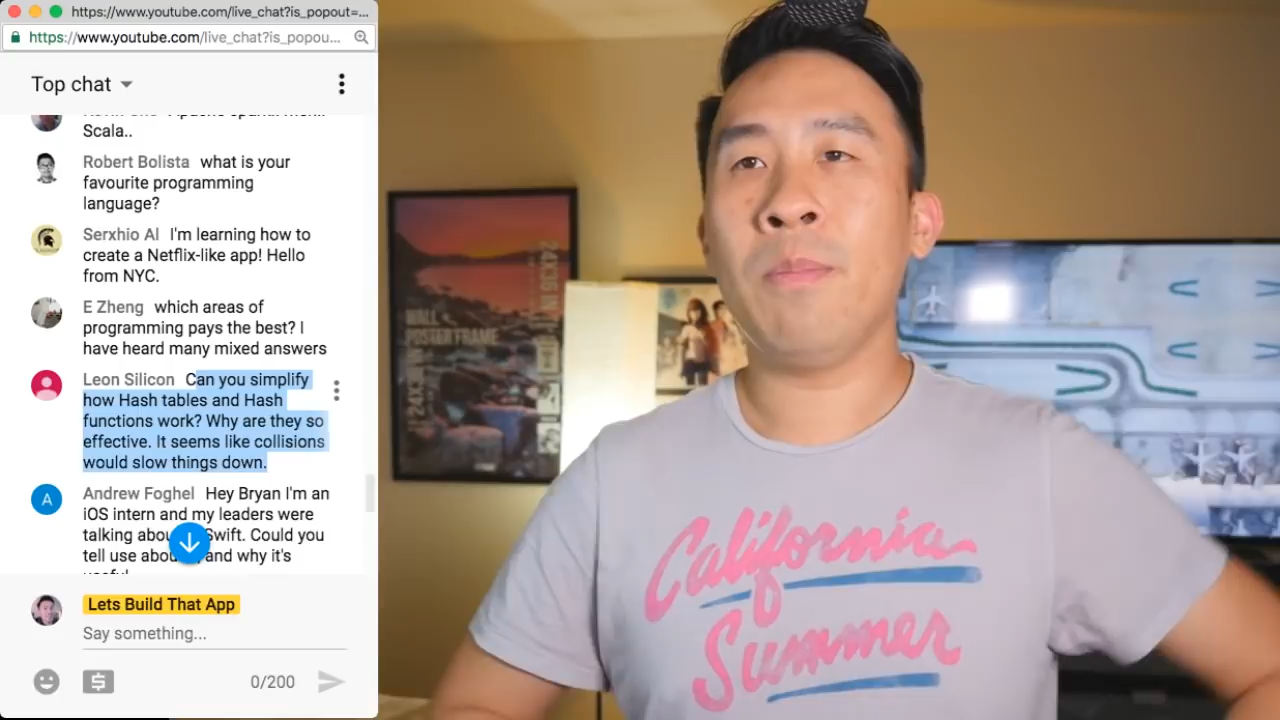 https://www.youtube.com/live_chat?is_popout=...
https://www.youtube.com/live_chat?is_popou...
Top chat
Scala..
Robert Bolista what is your
favourite programming
language?
Serxhio Al I'm learning how to
create a Netflix-like app! Hello
from NYC.
E Zheng which areas of
programming pays the best? I
have heard many mixed answers
Leon Silicon Can you simplify
how Hash tables and Hash
functions work? Why are they so
effective. It seems like collisions
would slow things down.
A
Andrew Foghel Hey Bryan I'm an
iOS intern and my leaders were
talking Swift. Could you
tell use and why it's
Lets Build That App
Say something...
0/200
24X36 IN
WALL
POSTER FRAME
24X36
California
Summer